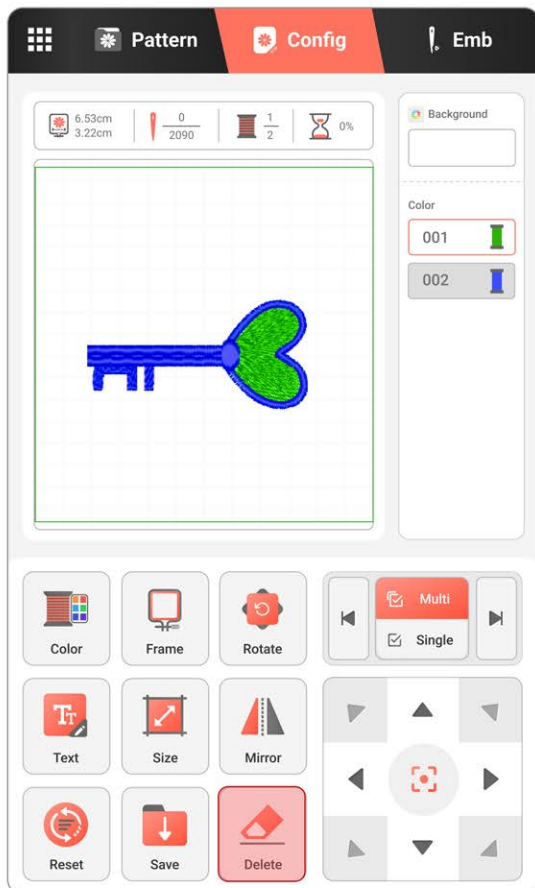 Pattern
Config
Emb
6.53cm
3.22cm
0
2090
1
2
0%
Background
Color
001
002
Color
Frame
Rotate
Multi
Single
Text
Size
Mirror
Reset
Save
Delete